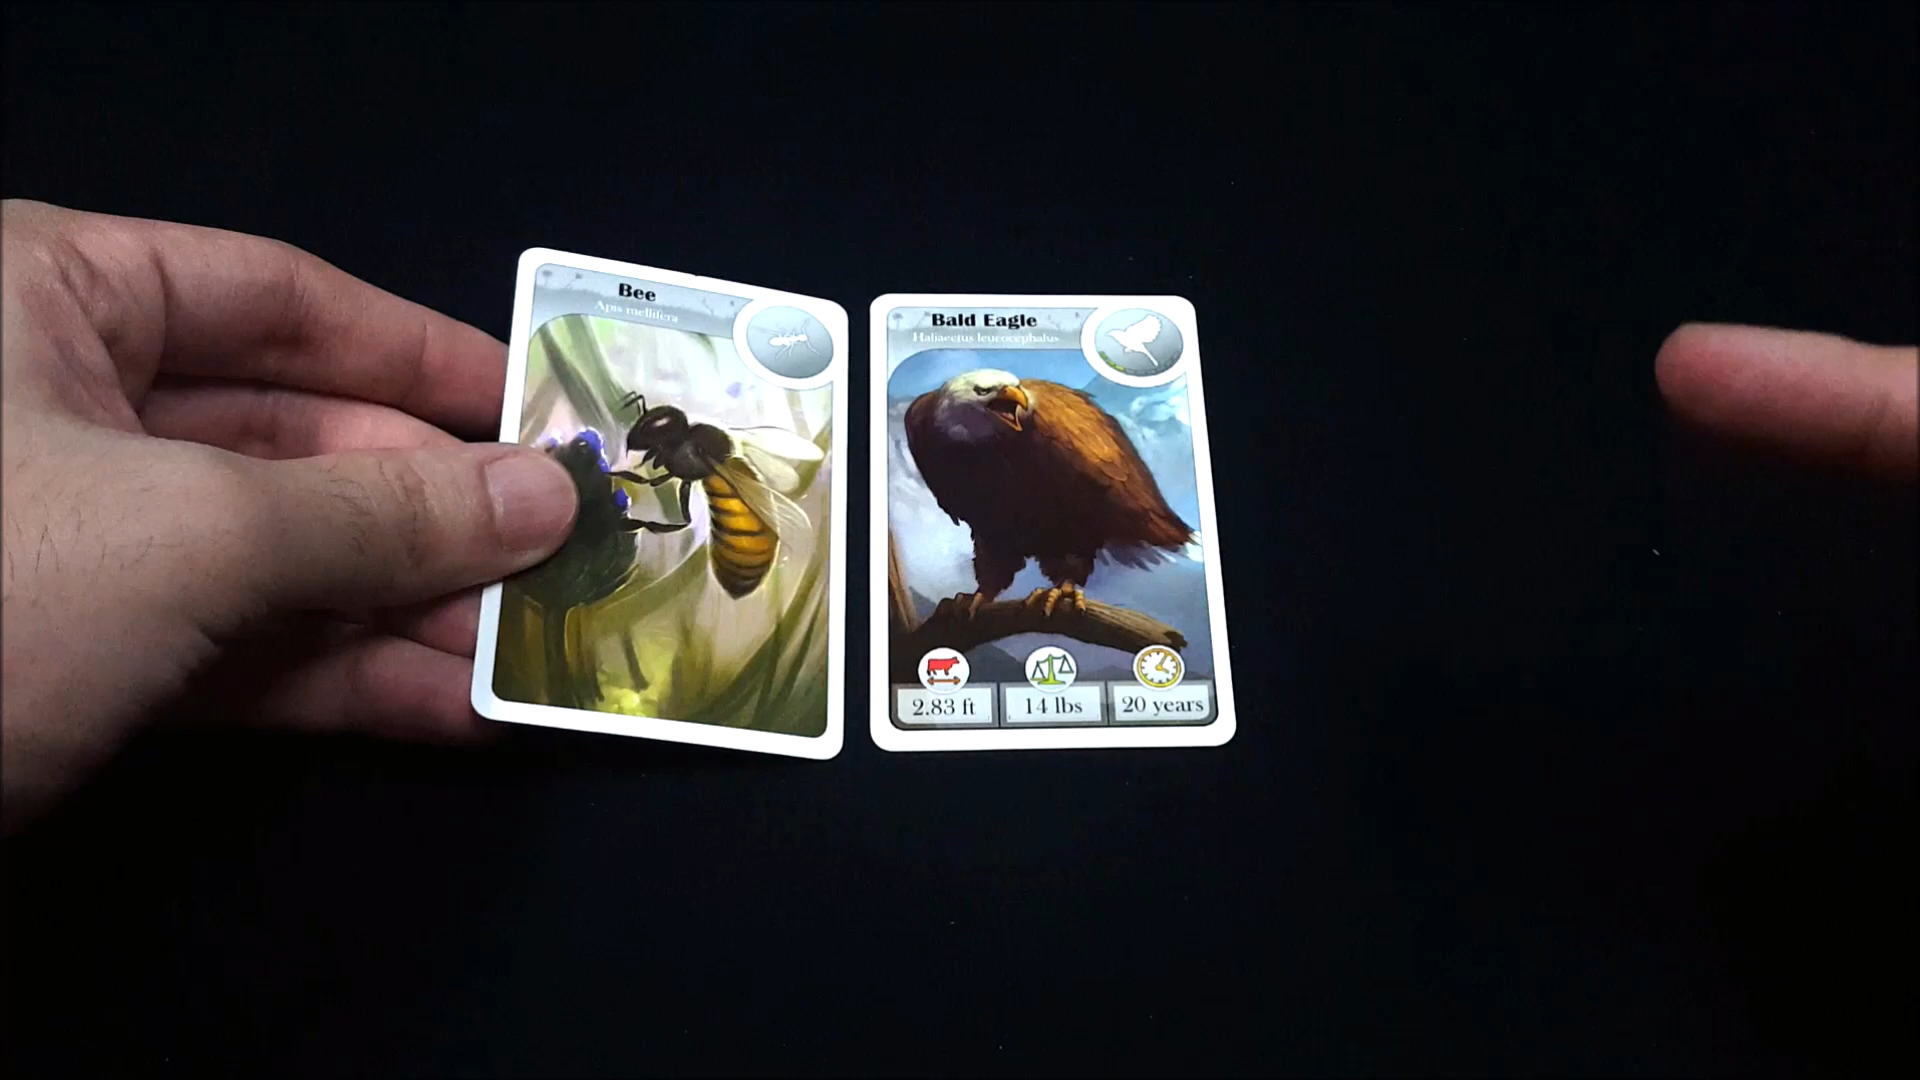 Bee
Apis mellifera
Bald Eagle
Haliaeetus leucocephalus
2.83 ft
14 lbs
20 years